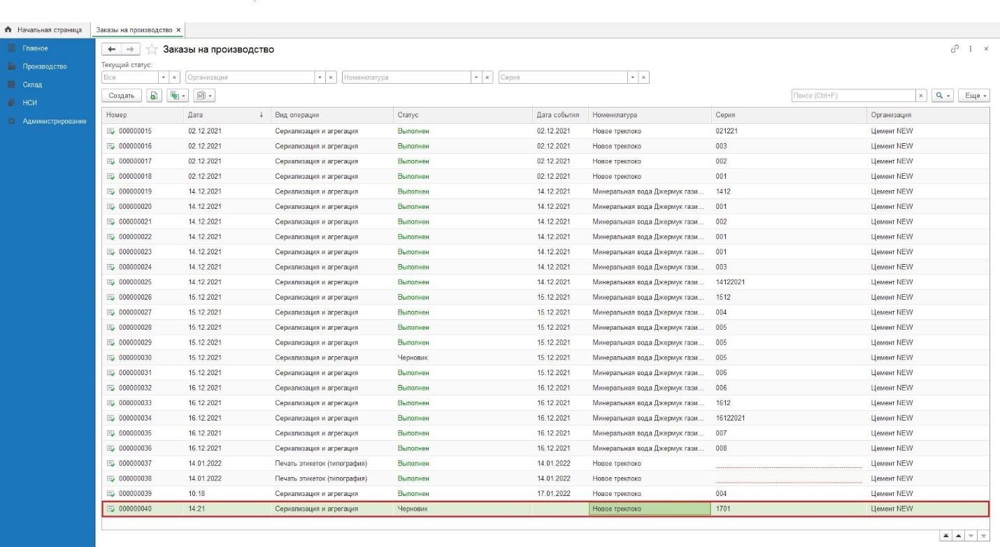 Начальная страница Заказы на производство ×
Главное
Производство
Склад
НСИ
Администрирование
Заказы на производство
Текущий статус:
Все Организация Номенклатура Серия
Создать Поиск (Ctrl+F) Еще
Номер Дата ↓ Вид операции Статус Дата события Номенклатура Серия Организация
000000015 02.12.2021 Сериализация и агрегация Выполнен 02.12.2021 Новое треклоко 021221 Цемент NEW
000000016 02.12.2021 Сериализация и агрегация Выполнен 02.12.2021 Новое треклоко 003 Цемент NEW
000000017 02.12.2021 Сериализация и агрегация Выполнен 02.12.2021 Новое треклоко 002 Цемент NEW
000000018 02.12.2021 Сериализация и агрегация Выполнен 02.12.2021 Новое треклоко 001 Цемент NEW
000000019 14.12.2021 Сериализация и агрегация Выполнен 14.12.2021 Минеральная вода Джермук гази... 1412 Цемент NEW
000000020 14.12.2021 Сериализация и агрегация Выполнен 14.12.2021 Минеральная вода Джермук гази... 001 Цемент NEW
000000021 14.12.2021 Сериализация и агрегация Выполнен 14.12.2021 Минеральная вода Джермук гази... 002 Цемент NEW
000000022 14.12.2021 Сериализация и агрегация Выполнен 14.12.2021 Минеральная вода Джермук гази... 001 Цемент NEW
000000023 14.12.2021 Сериализация и агрегация Выполнен 14.12.2021 Минеральная вода Джермук гази... 001 Цемент NEW
000000024 14.12.2021 Сериализация и агрегация Выполнен 14.12.2021 Минеральная вода Джермук гази... 003 Цемент NEW
000000025 14.12.2021 Сериализация и агрегация Выполнен 14.12.2021 Минеральная вода Джермук гази... 14122021 Цемент NEW
000000026 15.12.2021 Сериализация и агрегация Выполнен 15.12.2021 Минеральная вода Джермук гази... 1512 Цемент NEW
000000027 15.12.2021 Сериализация и агрегация Выполнен 15.12.2021 Минеральная вода Джермук гази... 004 Цемент NEW
000000028 15.12.2021 Сериализация и агрегация Выполнен 15.12.2021 Минеральная вода Джермук гази... 005 Цемент NEW
000000029 15.12.2021 Сериализация и агрегация Выполнен 15.12.2021 Минеральная вода Джермук гази... 005 Цемент NEW
000000030 15.12.2021 Сериализация и агрегация Черновик 15.12.2021 Минеральная вода Джермук гази... 005 Цемент NEW
000000031 15.12.2021 Сериализация и агрегация Выполнен 15.12.2021 Минеральная вода Джермук гази... 006 Цемент NEW
000000032 16.12.2021 Сериализация и агрегация Выполнен 16.12.2021 Минеральная вода Джермук гази... 006 Цемент NEW
000000033 16.12.2021 Сериализация и агрегация Выполнен 16.12.2021 Минеральная вода Джермук гази... 1612 Цемент NEW
000000034 16.12.2021 Сериализация и агрегация Выполнен 16.12.2021 Минеральная вода Джермук гази... 16122021 Цемент NEW
000000035 16.12.2021 Сериализация и агрегация Выполнен 16.12.2021 Минеральная вода Джермук гази... 007 Цемент NEW
000000036 16.12.2021 Сериализация и агрегация Выполнен 16.12.2021 Минеральная вода Джермук гази... 008 Цемент NEW
000000037 14.01.2022 Печать этикеток (типография) Выполнен 14.01.2022 Новое треклоко Цемент NEW
000000038 14.01.2022 Печать этикеток (типография) Выполнен 14.01.2022 Новое треклоко Цемент NEW
000000039 10:18 Сериализация и агрегация Выполнен 17.01.2022 Новое треклоко 004 Цемент NEW
000000040 14:21 Сериализация и агрегация Черновик Новое треклоко 1701 Цемент NEW